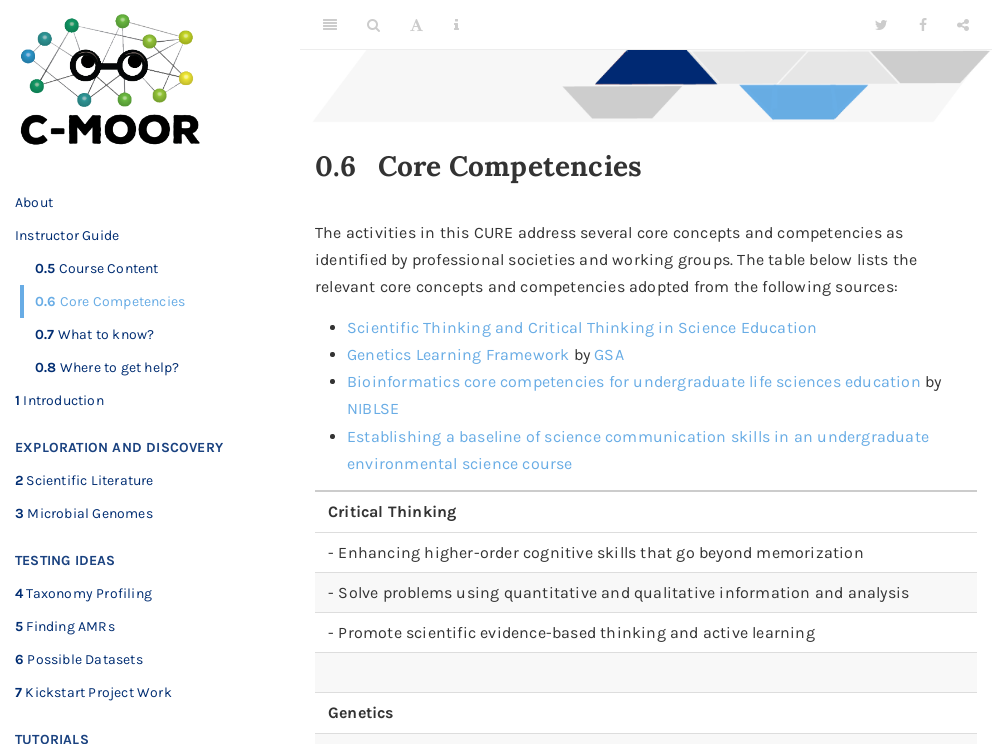 C-MOOR
About
Instructor Guide
0.5 Course Content
0.6 Core Competencies
0.7 What to know?
0.8 Where to get help?
1 Introduction
EXPLORATION AND DISCOVERY
2 Scientific Literature
3 Microbial Genomes
TESTING IDEAS
4 Taxonomy Profiling
5 Finding AMRs
6 Possible Datasets
7 Kickstart Project Work
TUTORIALS
A
i
0.6 Core Competencies
The activities in this CURE address several core concepts and competencies as
identified by professional societies and working groups. The table below lists the
relevant core concepts and competencies adopted from the following sources:
• Scientific Thinking and Critical Thinking in Science Education
• Genetics Learning Framework by GSA
• Bioinformatics core competencies for undergraduate life sciences education by
NIBLSE
• Establishing a baseline of science communication skills in an undergraduate
environmental science course
Critical Thinking
- Enhancing higher-order cognitive skills that go beyond memorization
- Solve problems using quantitative and qualitative information and analysis
- Promote scientific evidence-based thinking and active learning
Genetics